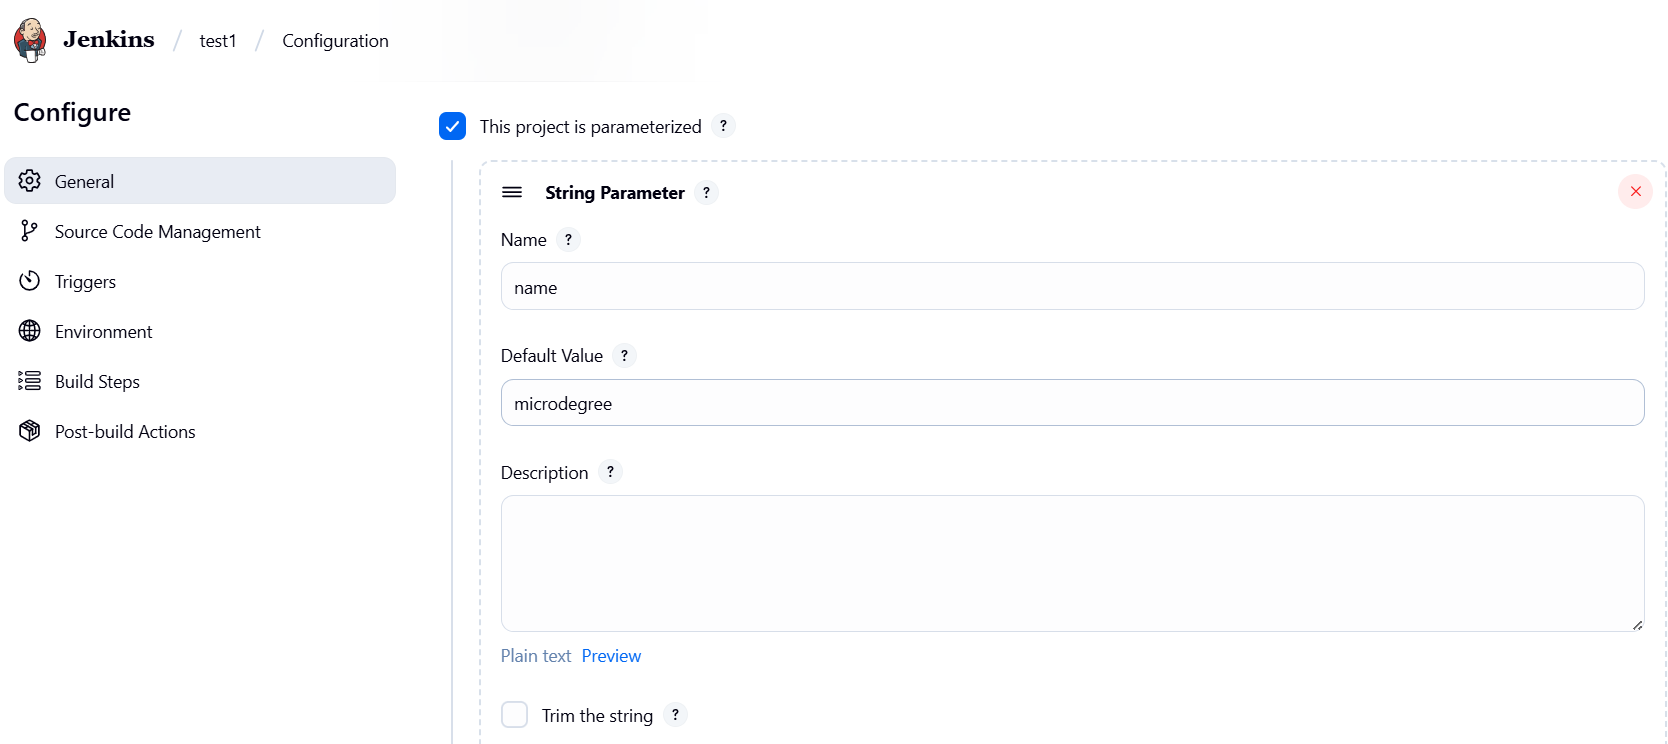 Jenkins / test1 / Configuration
Configure
General
Source Code Management
Triggers
Environment
Build Steps
Post-build Actions
This project is parameterized ?
String Parameter ?
Name ?
name
Default Value ?
microdegree
Description ?
Plain text Preview
Trim the string ?